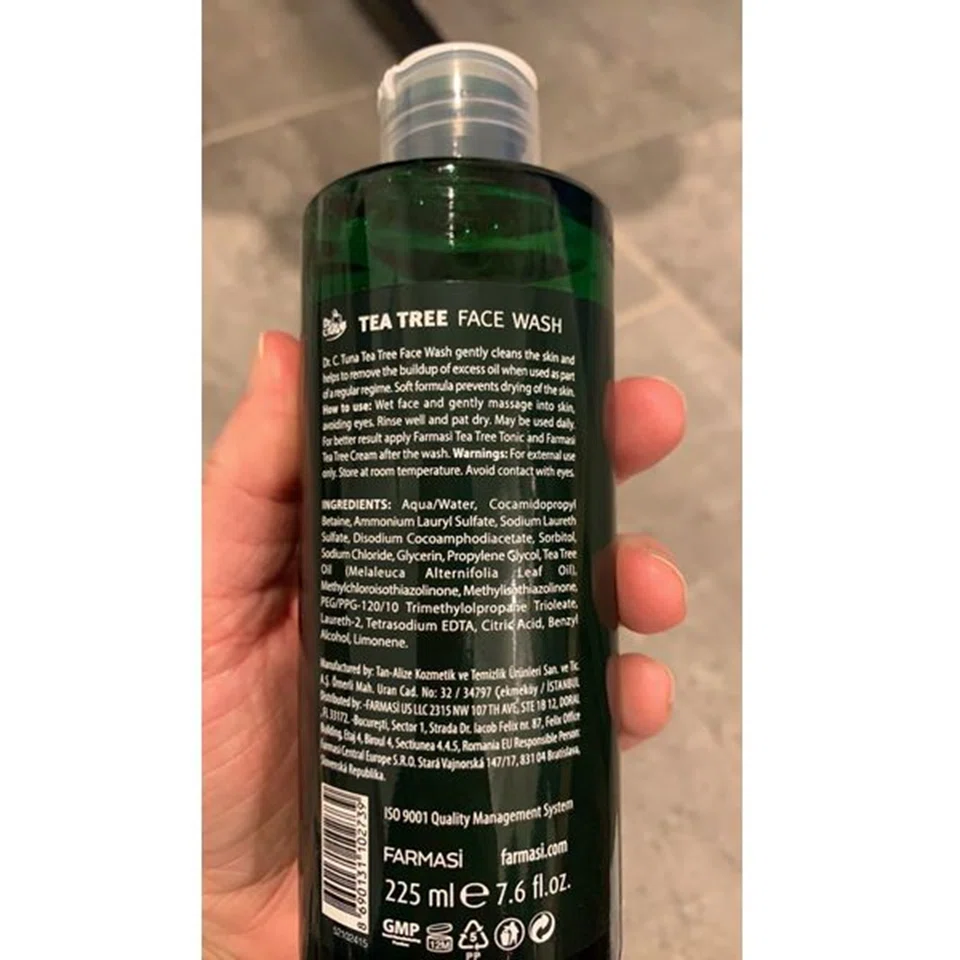 TEA TREE FACE WASH
Dr. C. Tuna Tea Tree Face Wash gently cleans the skin and
helps to remove the buildup of excess oil when used as part
of a regular regime. Soft formula prevents drying of the skin.
How to use: Wet face and gently massage into skin,
avoiding eyes. Rinse well and pat dry. May be used daily.
For better result apply Farmasi Tea Tree Tonic and Farmasi
Tea Tree Cream after the wash. Warnings: For external use
only. Store at room temperature. Avoid contact with eyes.
INGREDIENTS: Aqua/Water, Cocamidopropyl
Betaine, Ammonium Lauryl Sulfate, Sodium Laureth
Sulfate, Disodium Cocoamphodiacetate, Sorbitol,
Sodium Chloride, Glycerin, Propylene Glycol, Tea Tree
Oil (Melaleuca Alternifolia Leaf Oil),
Methylchloroisothiazolinone, Methylisothiazolinone,
PEG/PPG-120/10 Trimethylolpropane Trioleate,
Laureth-2, Tetrasodium EDTA, Citric Acid, Benzyl
Alcohol, Limonene.
Manufactured by: Tan-Alize Kozmetik ve Temizlik Ürünleri San. ve Tic.
A.Ş. Ömerli Mah. Uran Cad. No: 32 / 34797 Çekmeköy / İSTANBUL
Distributed by: -FARMASİ US LLC 2315 NW 107 TH AVE, STE 1B 12, DORAL
,FL 33172, -Bucureşti, Sector 1, Strada Dr. Iacob Felix nr. 87, Felix Office
Building, Etaj 4, Biroul 4, Sectiunea 4.4.5, Romania EU Responsible Person:
Farmasi Central Europe S.R.O. Stará Vajnorská 147/17, 831 04 Bratislava,
Slovenská Republika.
ISO 9001 Quality Management System
FARMASİ farmasi.com
225 ml e 7.6 fl.oz.
GMP 12M 5
PP
8 690131 102739
52102415